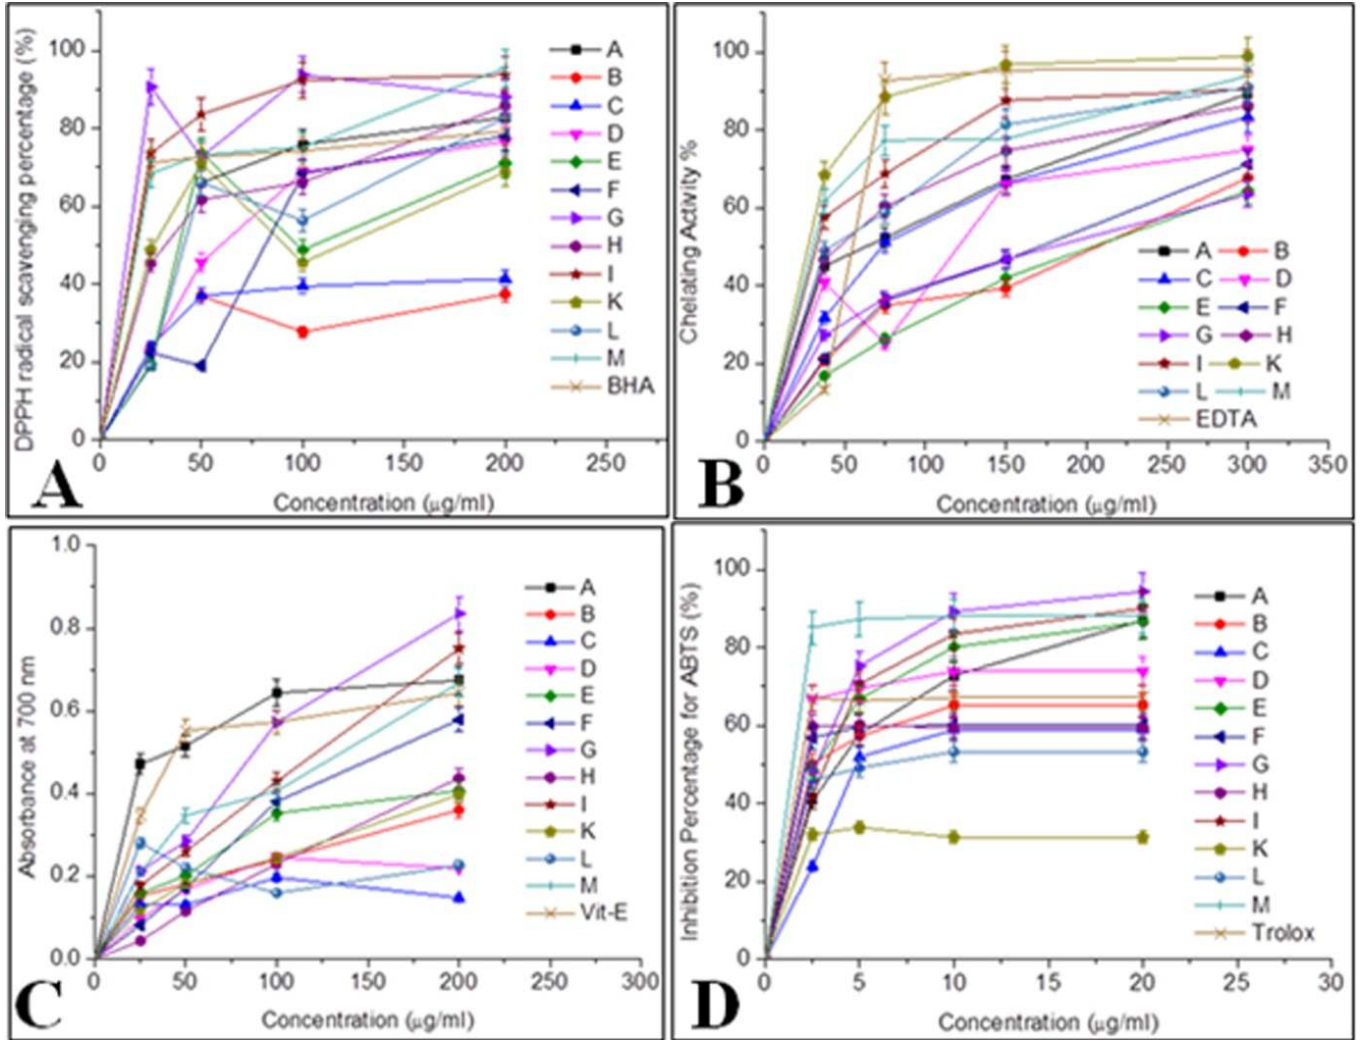 DPPH radical scavenging percentage (%)
100
80
60
40
20
0
0 50 100 150 200 250
Concentration (μg/ml)
A
B
C
D
E
F
G
H
I
K
L
M
BHA
A
Chelating Activity %
100
80
60
40
20
0
0 50 100 150 200 250 300 350
Concentration (μg/ml)
A B
C D
E F
G H
I K
L M
EDTA
B
Absorbance at 700 nm
1.0
0.8
0.6
0.4
0.2
0.0
0 50 100 150 200 250 300
Concentration (μg/ml)
A
B
C
D
E
F
G
H
I
K
L
M
Vit-E
C
Inhibition Percentage for ABTS (%)
100
80
60
40
20
0
0 5 10 15 20 25 30
Concentration (μg/ml)
A
B
C
D
E
F
G
H
I
K
L
M
Trolox
D